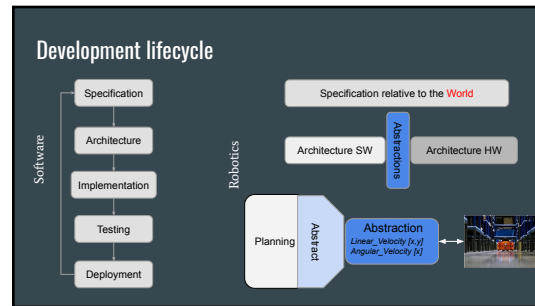 Development lifecycle
Software
Specification
Architecture
Implementation
Testing
Deployment
Robotics
Specification relative to the World
Architecture SW
Abstractions
Architecture HW
Planning
Abstract
Abstraction
Linear_Velocity [x,y]
Angular_Velocity [x]